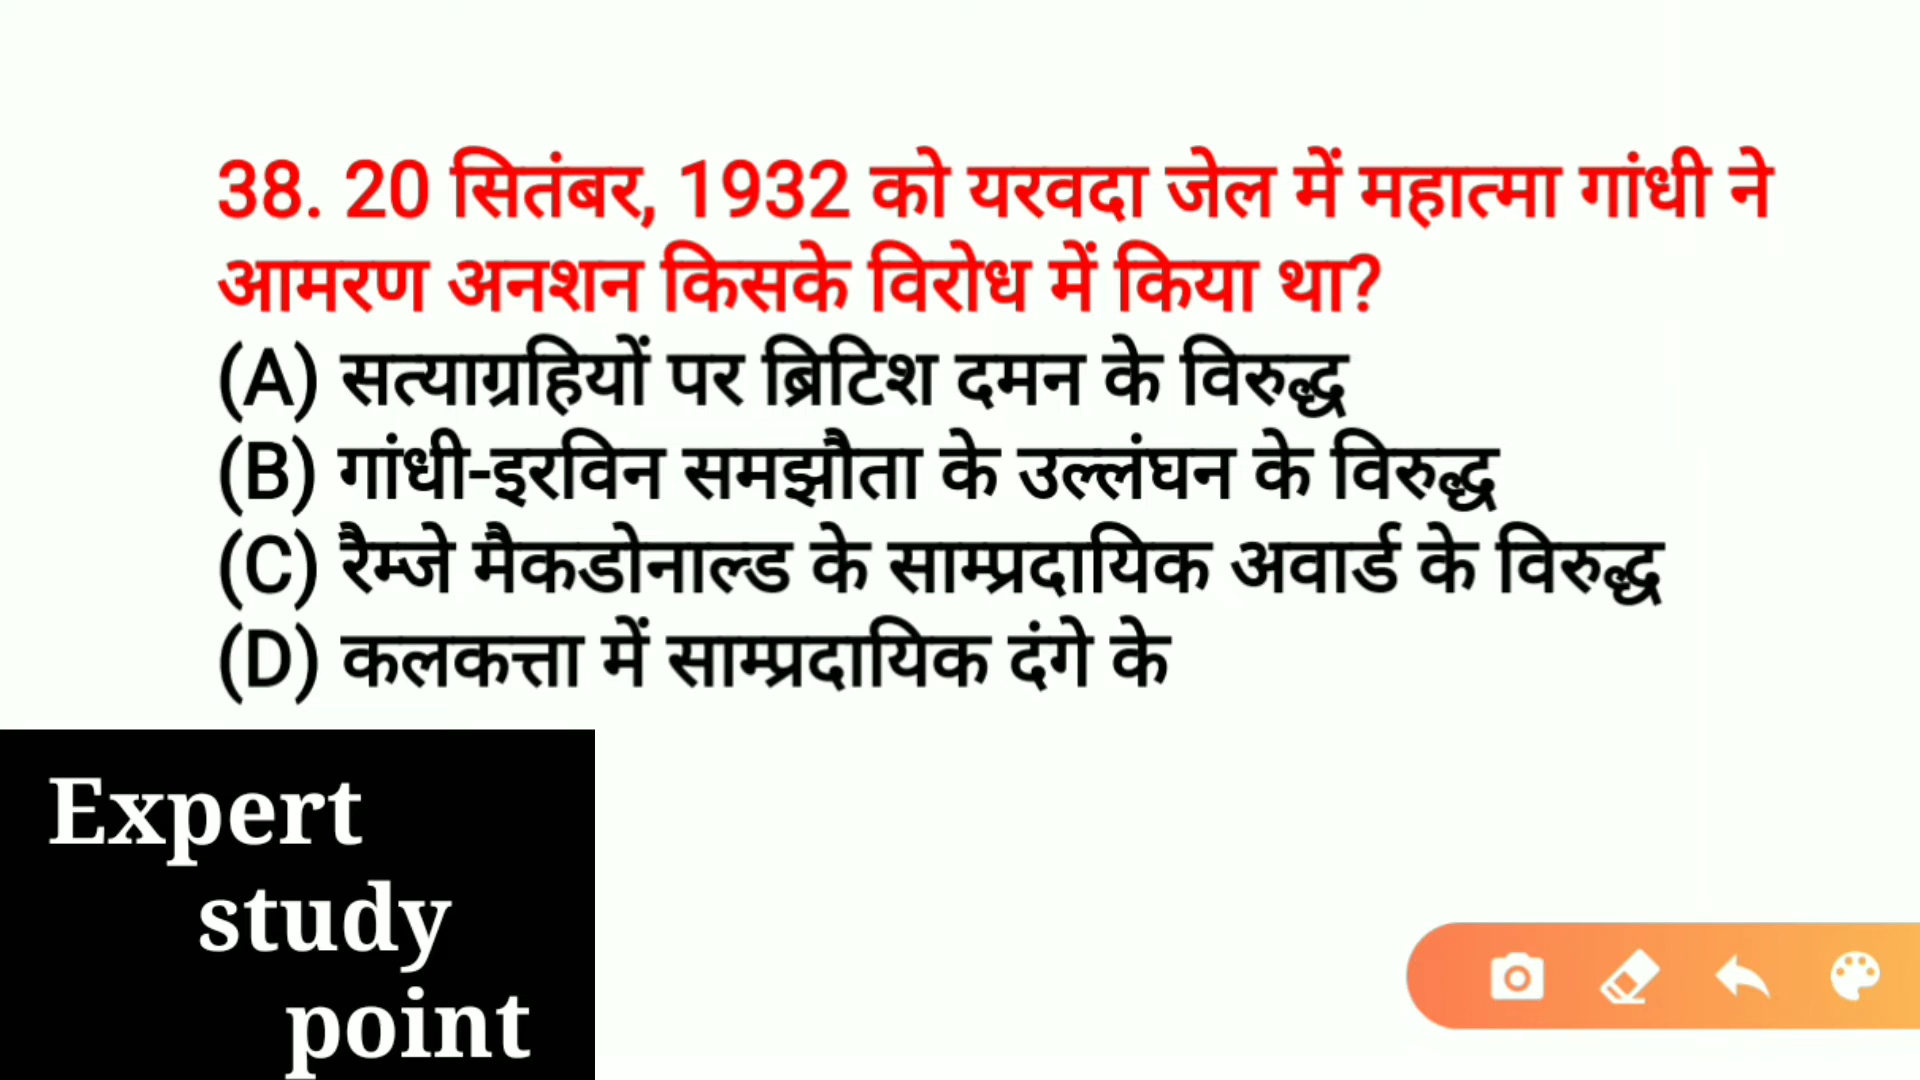 38. 20 सितंबर, 1932 को यरवदा जेल में महात्मा गांधी ने
आमरण अनशन किसके विरोध में किया था?
(A) सत्याग्रहियों पर ब्रिटिश दमन के विरुद्ध
(B) गांधी-इरविन समझौता के उल्लंघन के विरुद्ध
(C) रैम्जे मैकडोनाल्ड के साम्प्रदायिक अवार्ड के विरुद्ध
(D) कलकत्ता में साम्प्रदायिक दंगे के
Expert
study
point